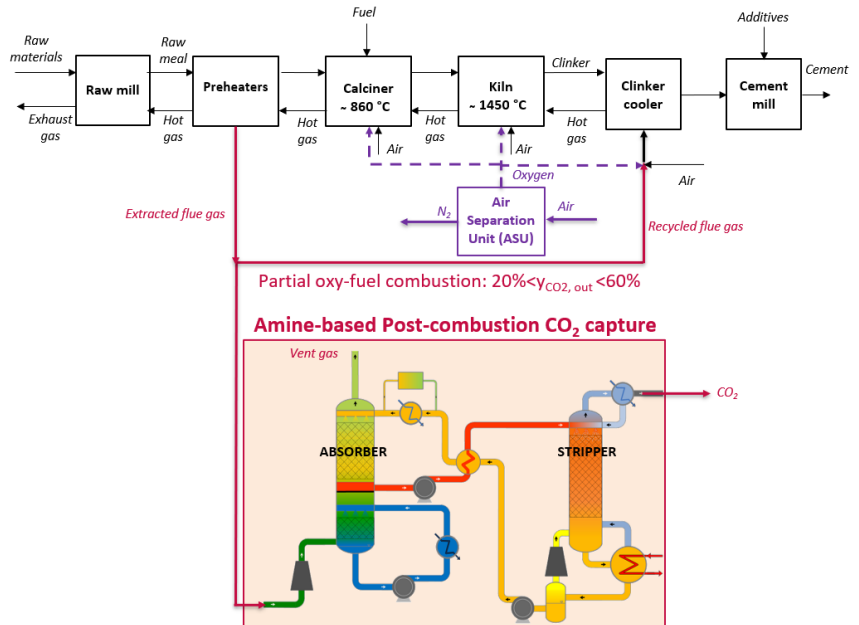 Fuel
Additives
Raw
materials
Raw
meal
Clinker
Cement
Raw mill
Preheaters
Calciner
~ 860 °C
Kiln
~ 1450 °C
Clinker
cooler
Cement
mill
Exhaust
gas
Hot
gas
Hot
gas
Air
Hot
gas
Air
Hot
gas
Oxygen
Air
Extracted flue gas
N2
Air
Separation
Unit (ASU)
Air
Recycled flue gas
Partial oxy-fuel combustion: 20%<yCO2, out <60%
Amine-based Post-combustion CO2 capture
Vent gas
CO2
ABSORBER
STRIPPER